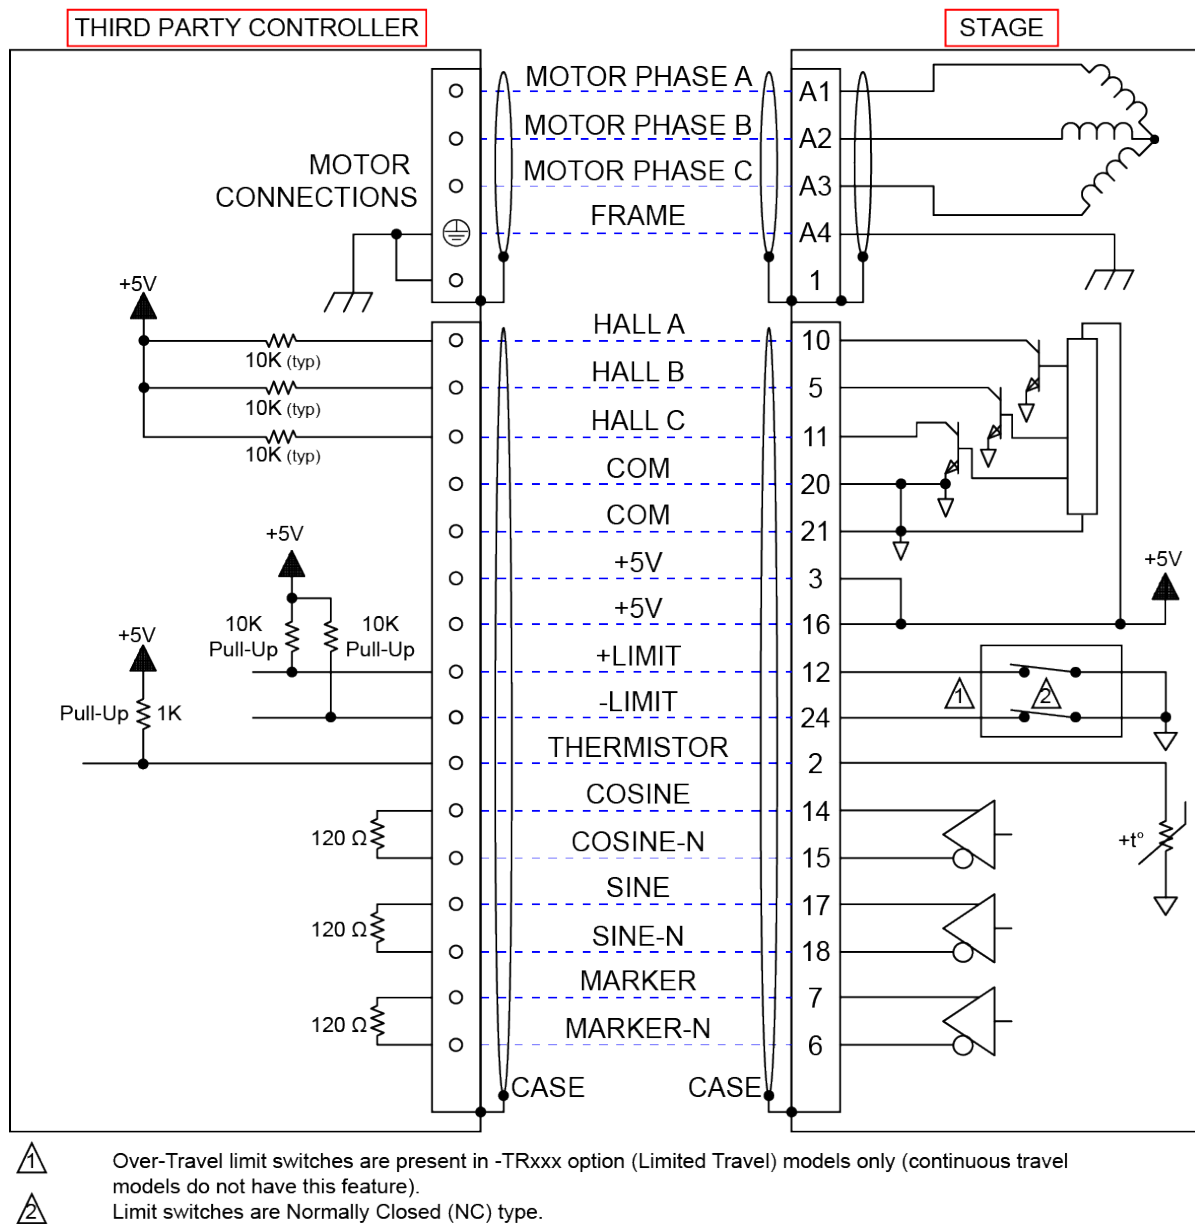 THIRD PARTY CONTROLLER
STAGE
MOTOR PHASE A
A1
MOTOR PHASE B
A2
MOTOR
CONNECTIONS
MOTOR PHASE C
A3
FRAME
A4
1
+5V
HALL A
10
10K (typ)
HALL B
5
10K (typ)
HALL C
11
10K (typ)
COM
20
COM
21
+5V
+5V
3
+5V
+5V
16
10K
Pull-Up
10K
Pull-Up
+5V
+LIMIT
12
1
2
-LIMIT
24
Pull-Up
1K
THERMISTOR
2
COSINE
14
120 Ω
+t°
COSINE-N
15
SINE
17
120 Ω
SINE-N
18
MARKER
7
120 Ω
MARKER-N
6
CASE
CASE
1
Over-Travel limit switches are present in -TRxxx option (Limited Travel) models only (continuous travel
models do not have this feature).
2
Limit switches are Normally Closed (NC) type.